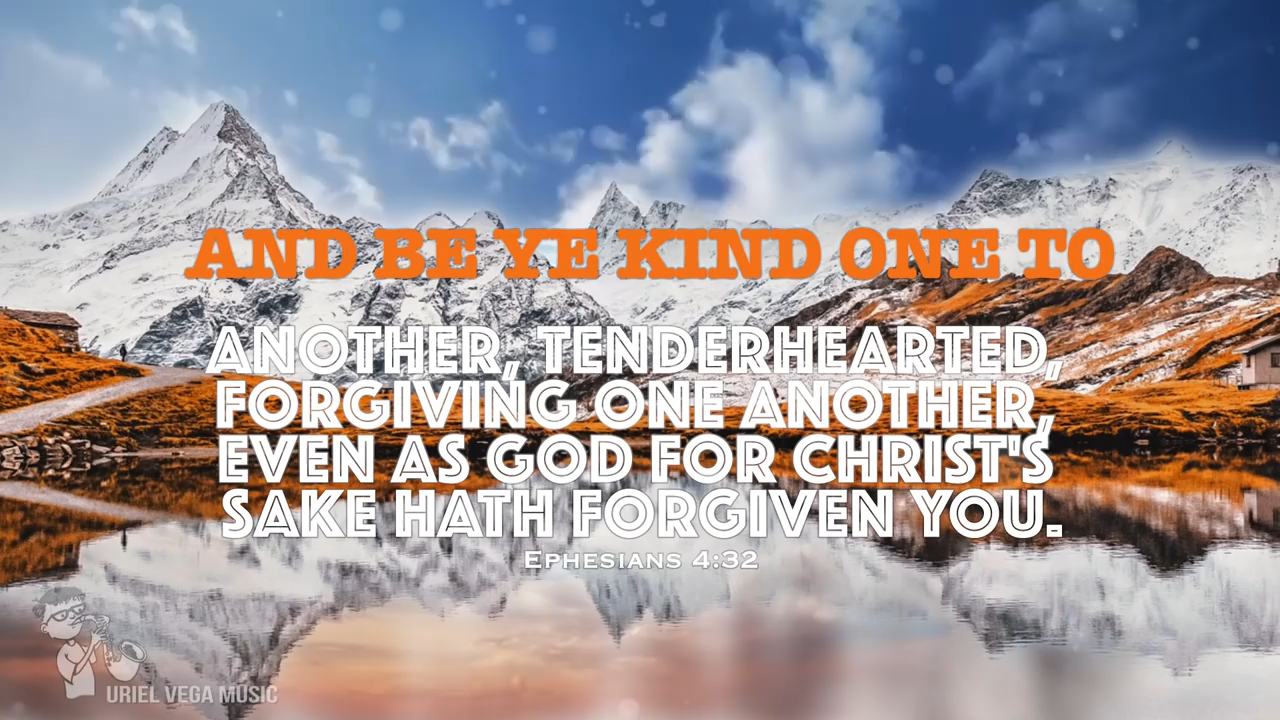 AND BE YE KIND ONE TO
ANOTHER, TENDERHEARTED,
FORGIVING ONE ANOTHER,
EVEN AS GOD FOR CHRIST'S
SAKE HATH FORGIVEN YOU.
Ephesians 4:32
URIEL VEGA MUSIC